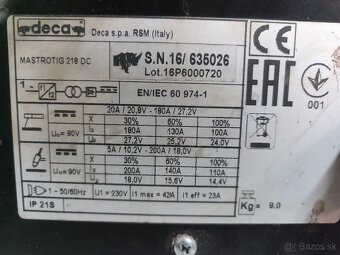 deca
Deca s.p.a. RSM (Italy)
MASTROTIG 218 DC
S.N.16/ 635026
Lot.16P6000720
EN/IEC 60 974-1
20A / 20,8V - 180A / 27,2V
X 30% 60% 100%
U₀= 90V
I2 180A 130A 100A
U2 27,2V 25,2V 24,0V
5A / 10,2V - 200A / 18,0V
X 30% 60% 100%
U₀= 90V
I2 200A 140A 110A
U2 18,0V 15,6V 14,4V
1~ 50/60Hz U1 = 230V I1 max = 42A I1 eff = 23A
IP 21S
Kg= 9.0
CE
EAC
001
bazos.sk